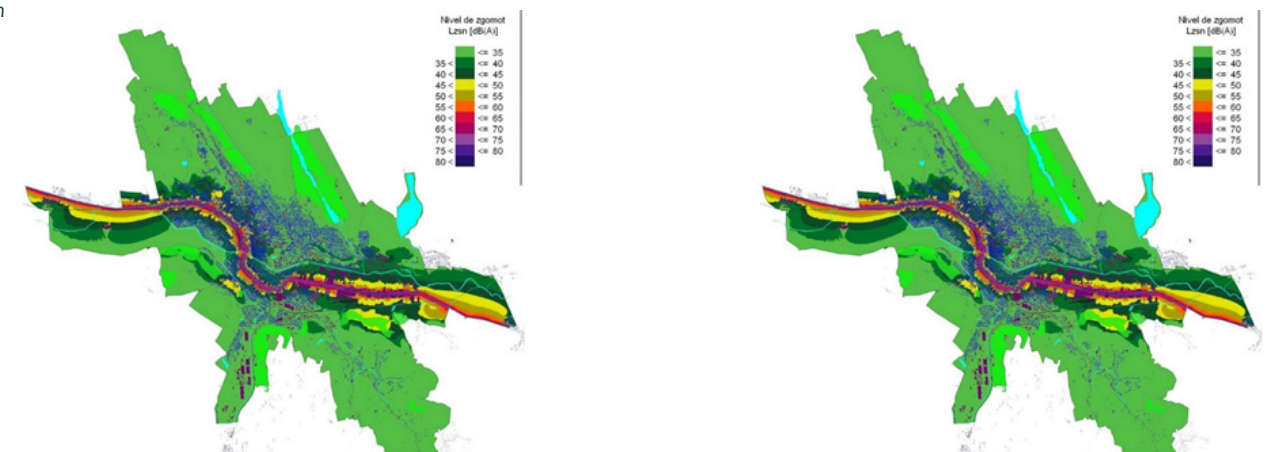 n
Nivel de zgomot
Lzsn [dB(A)]
<= 35
35 < <= 40
40 < <= 45
45 < <= 50
50 < <= 55
55 < <= 60
60 < <= 65
65 < <= 70
70 < <= 75
75 < <= 80
80 <
Nivel de zgomot
Lzsn [dB(A)]
<= 35
35 < <= 40
40 < <= 45
45 < <= 50
50 < <= 55
55 < <= 60
60 < <= 65
65 < <= 70
70 < <= 75
75 < <= 80
80 <